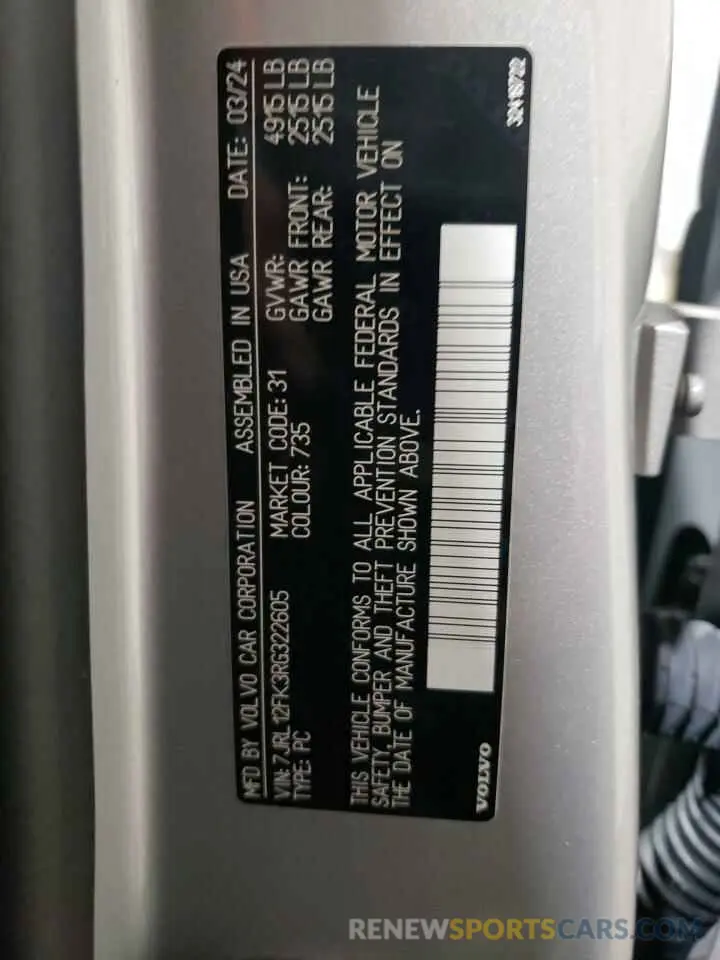 MFD BY VOLVO CAR CORPORATION ASSEMBLED IN USA DATE: 03/24
VIN: 7JRL12FK3RG322605 MARKET CODE: 31 GVWR: 4915 LB
TYPE: PC COLOUR: 735 GAWR FRONT: 2515 LB
GAWR REAR: 2515 LB
THIS VEHICLE CONFORMS TO ALL APPLICABLE FEDERAL MOTOR VEHICLE
SAFETY, BUMPER AND THEFT PREVENTION STANDARDS IN EFFECT ON
THE DATE OF MANUFACTURE SHOWN ABOVE.
VOLVO
RENEWSPORTSCARS.COM